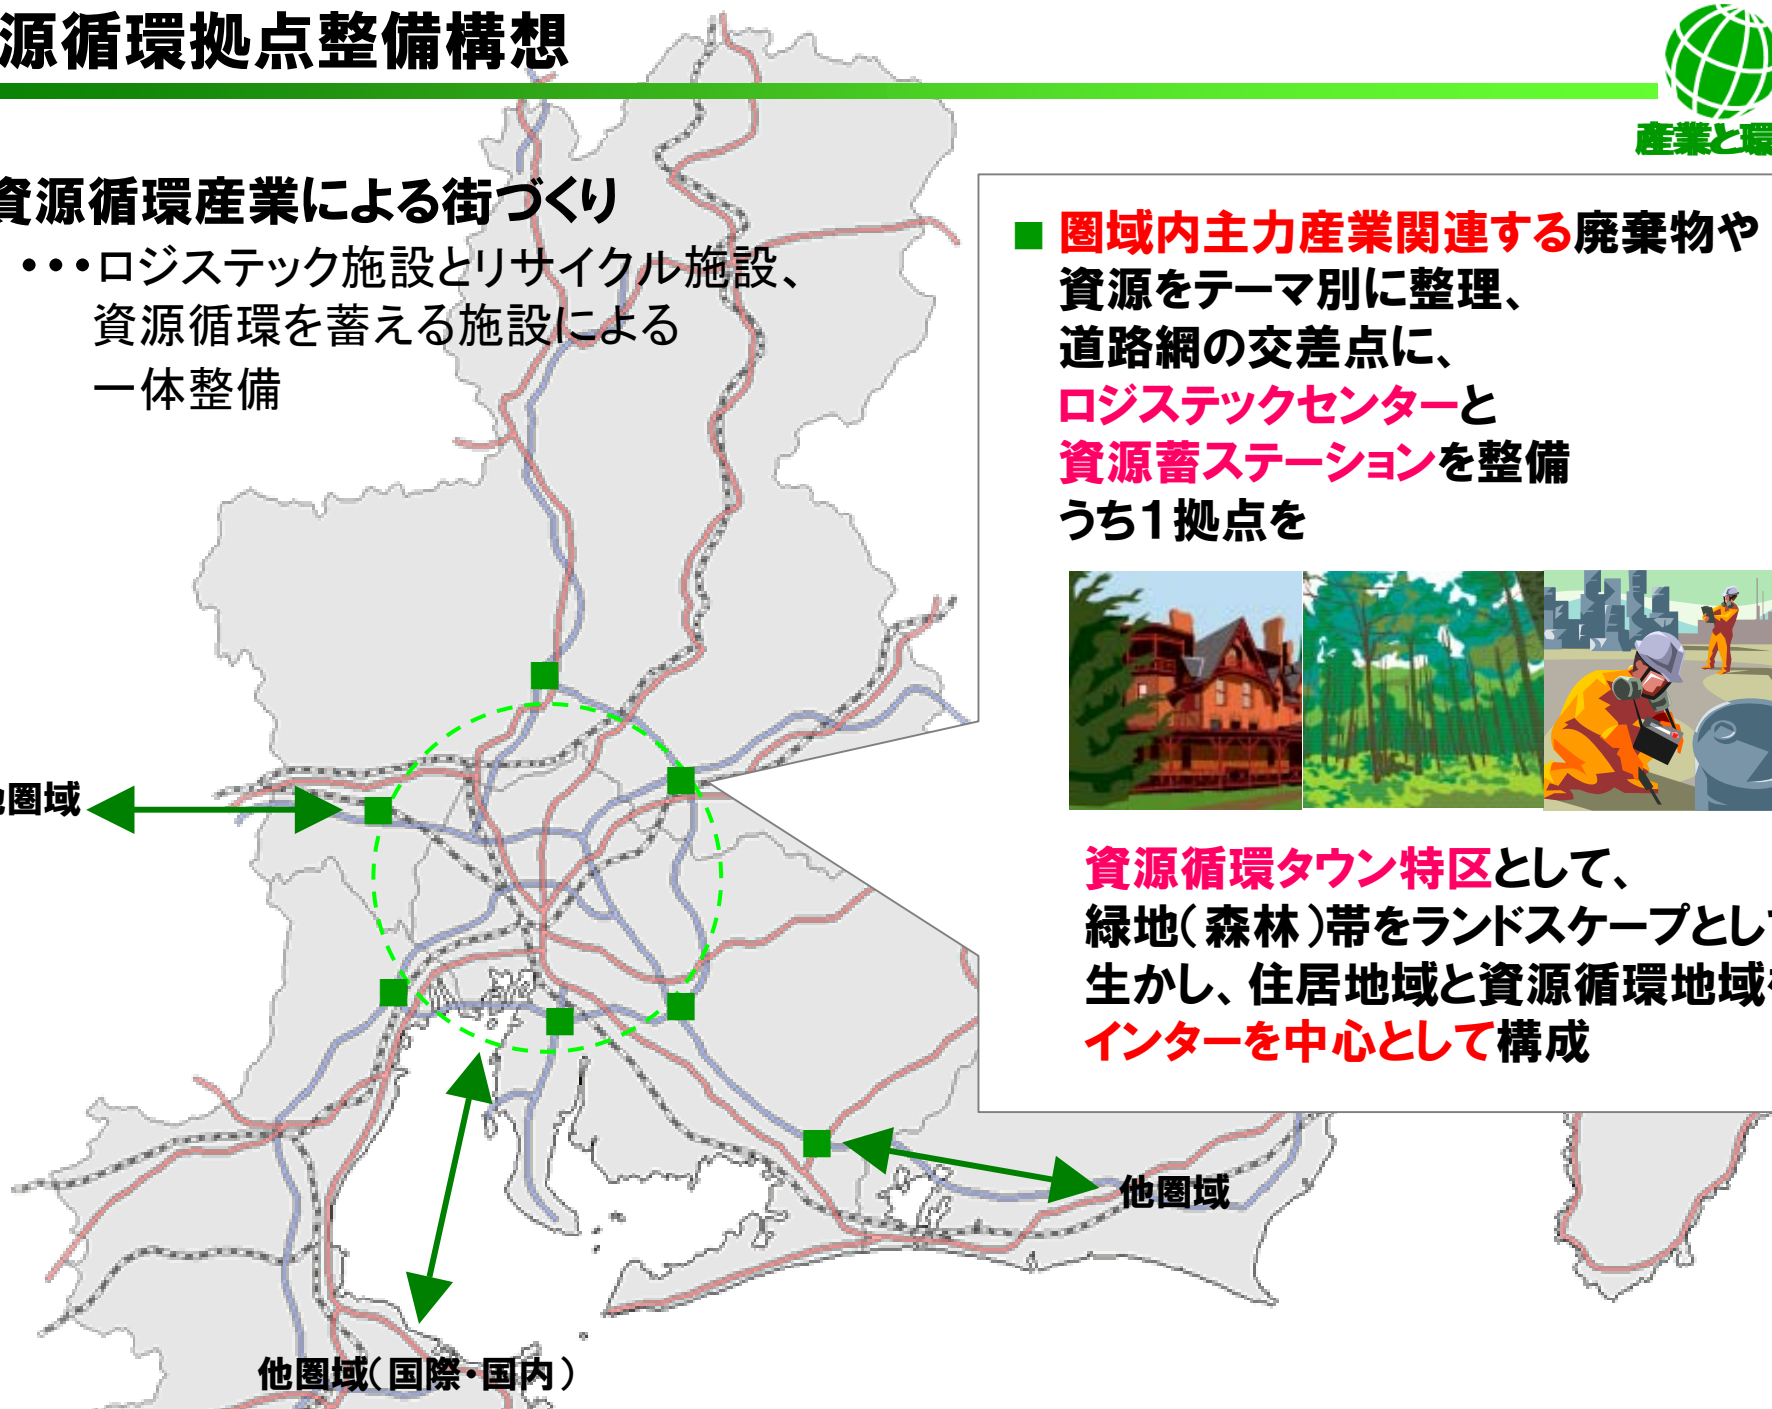 源循環拠点整備構想
産業と環
資源循環産業による街づくり
・・・ロジステック施設とリサイクル施設、
資源循環を蓄える施設による
一体整備
■ 圏域内主力産業関連する廃棄物や
資源をテーマ別に整理、
道路網の交差点に、
ロジステックセンターと
資源蓄ステーションを整備
うち1拠点を
資源循環タウン特区として、
緑地(森林)帯をランドスケープとして
生かし、住居地域と資源循環地域を
インターを中心として構成
他圏域
他圏域
他圏域(国際・国内)